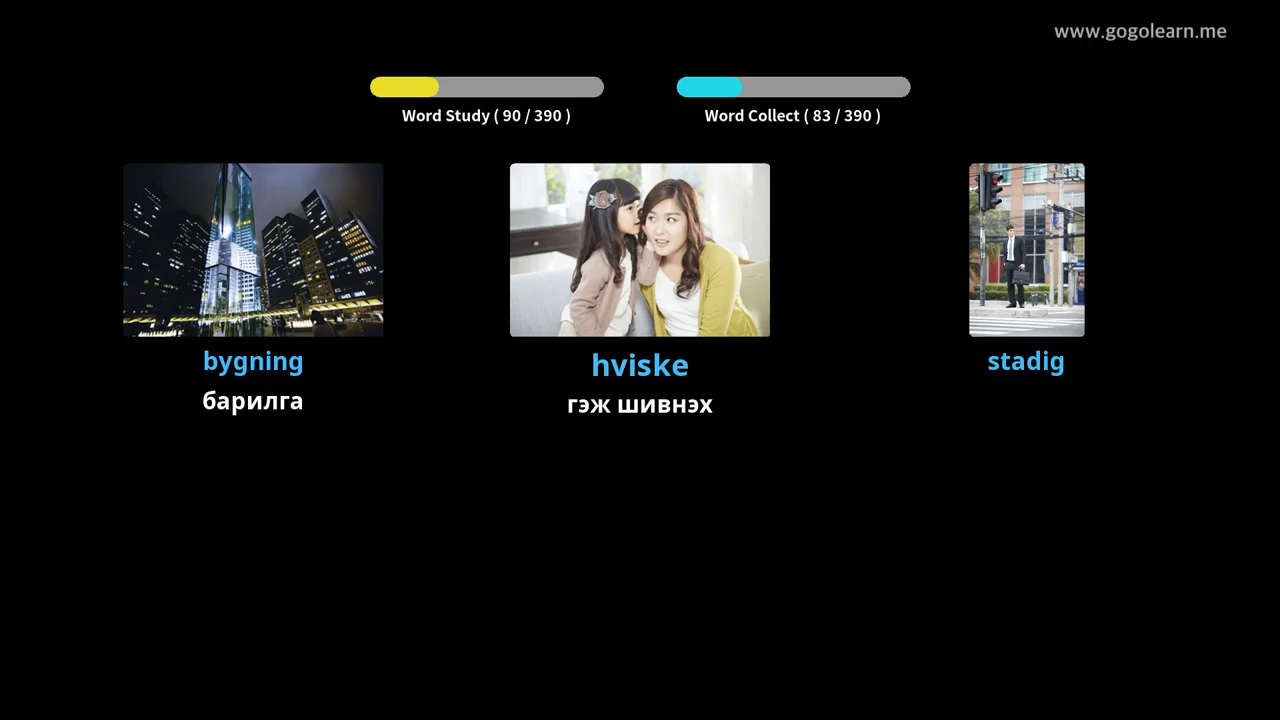 www.gogolearn.me
Word Study ( 90 / 390 )
Word Collect ( 83 / 390 )
bygning
hviske
stadig
барилга
гэж шивнэх